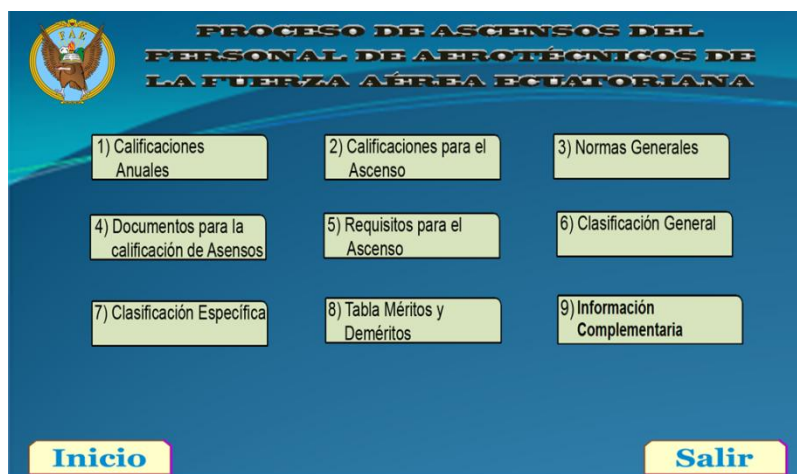 FAE
PROCESO DE ASCENSOS DEL
PERSONAL DE AEROTÉCNICOS DE
LA FUERZA AÉREA ECUATORIANA
1) Calificaciones
Anuales
2) Calificaciones para el
Ascenso
3) Normas Generales
4) Documentos para la
calificación de Asensos
5) Requisitos para el
Ascenso
6) Clasificación General
7) Clasificación Específica
8) Tabla Méritos y
Deméritos
9) Información
Complementaria
Inicio
Salir